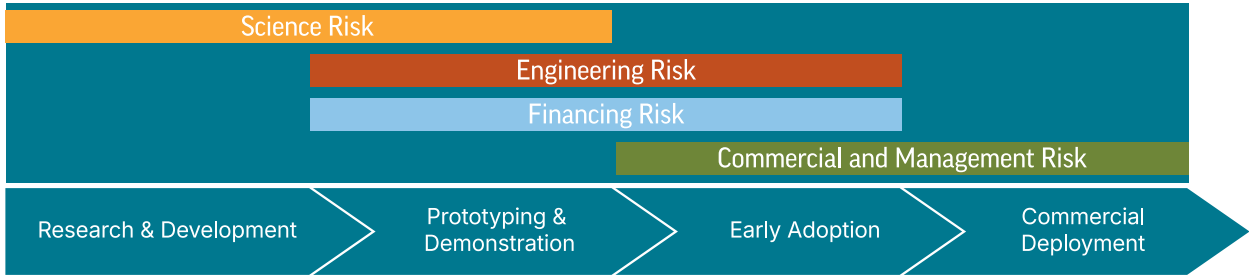 Science Risk
Engineering Risk
Financing Risk
Commercial and Management Risk
Research & Development
Prototyping &
Demonstration
Early Adoption
Commercial
Deployment